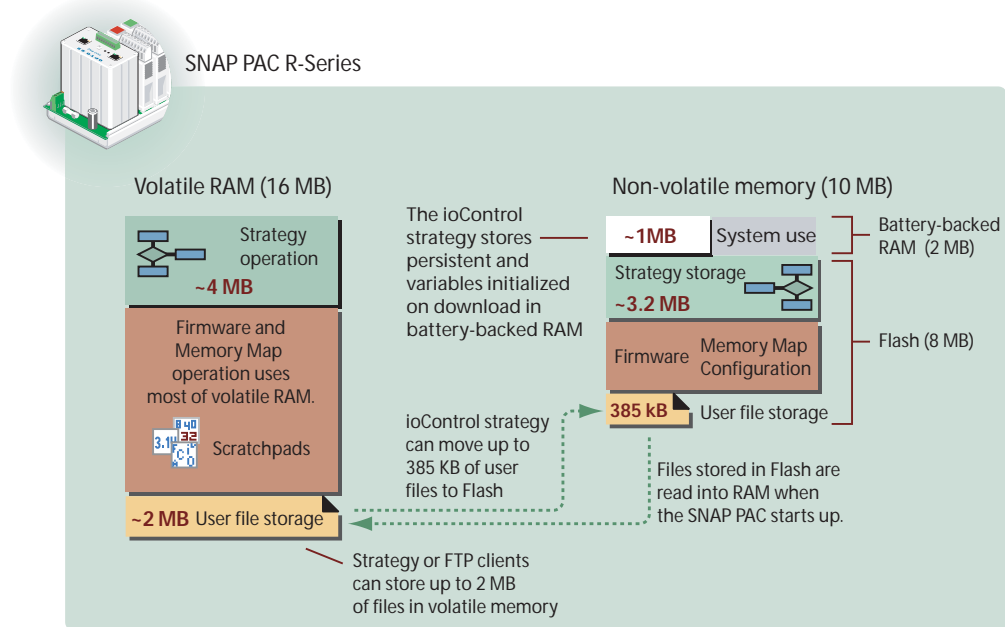 SNAP PAC R-Series
Volatile RAM (16 MB)
Strategy
operation
~4 MB
Firmware and
Memory Map
operation uses
most of volatile RAM.
Scratchpads
~2 MB User file storage
The ioControl
strategy stores
persistent and
variables initialized
on download in
battery-backed RAM
ioControl strategy
can move up to
385 KB of user
files to Flash
Strategy or FTP clients
can store up to 2 MB
of files in volatile memory
Non-volatile memory (10 MB)
~1MB System use
Strategy storage
~3.2 MB
Firmware Memory Map
Configuration
385 kB User file storage
Battery-backed
RAM (2 MB)
Flash (8 MB)
Files stored in Flash are
read into RAM when
the SNAP PAC starts up.